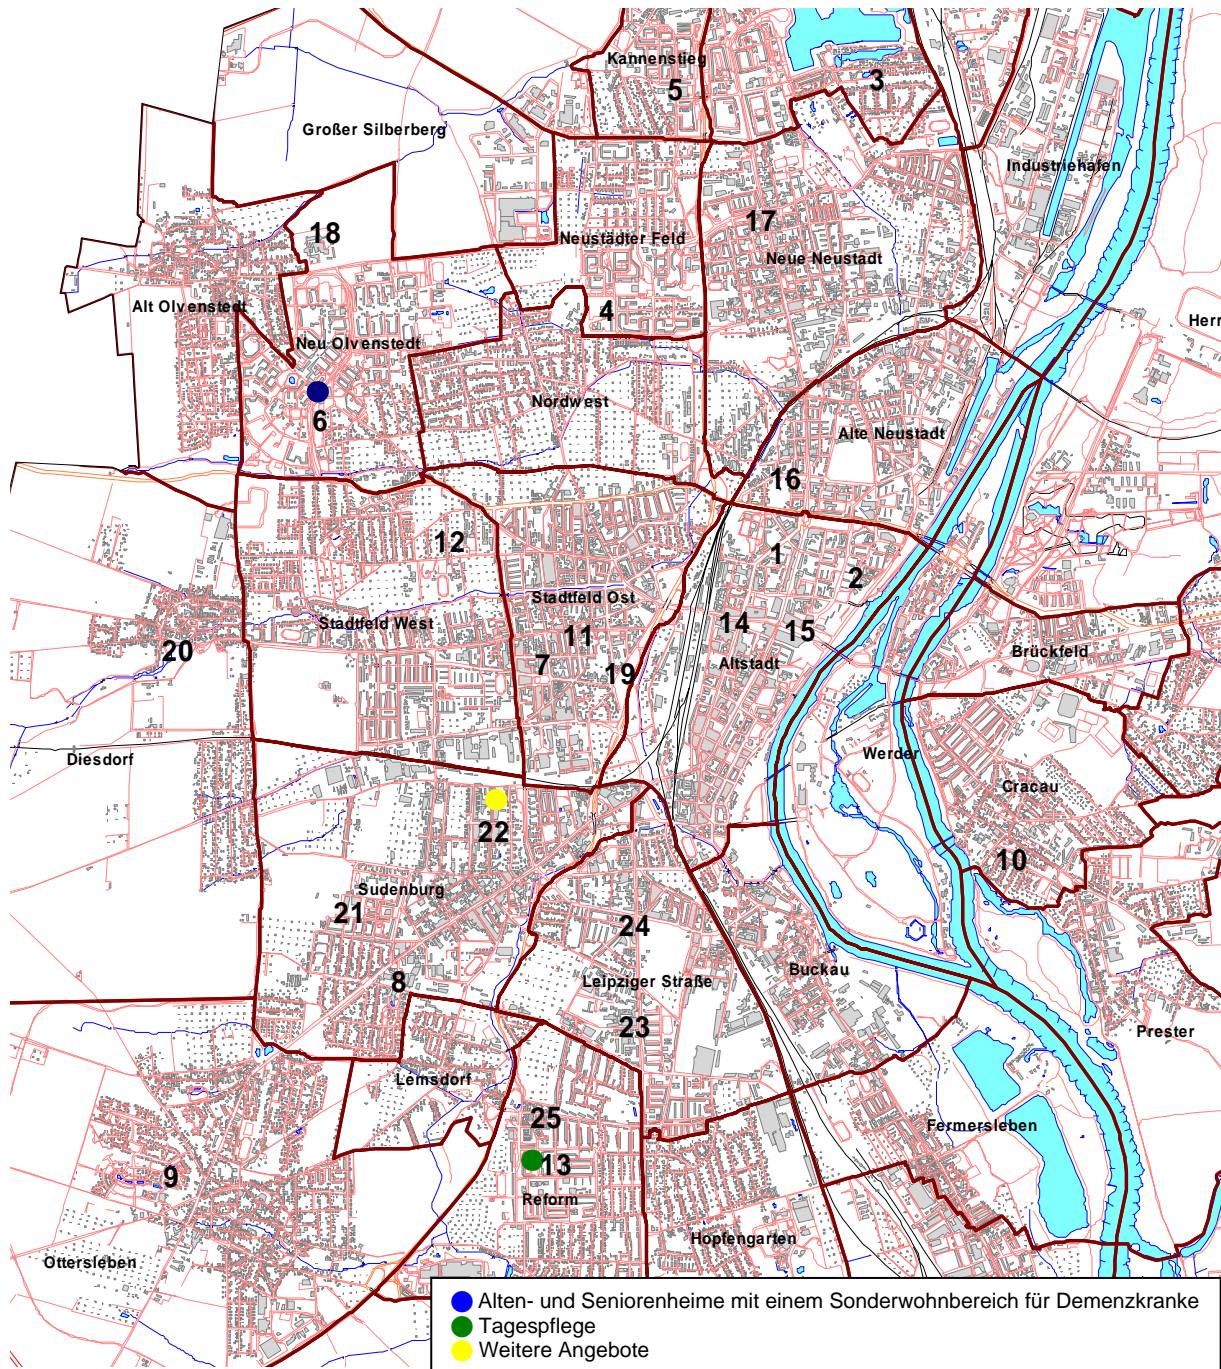 Kannenstieg
5
3
Großer Silberberg
Industriehafen
18
17
Neustädter Feld
Neue Neustadt
Alt Olvenstedt
4
Herr
Neu Olvenstedt
Nordwest
6
Alte Neustadt
16
12
1
2
Stadtfeld Ost
Stadtfeld West
14
15
11
20
7
19
Altstadt
Brückfeld
Diesdorf
Werder
Cracau
22
10
Sudenburg
21
24
8
Leipziger Straße
Buckau
23
Prester
Lemsdorf
25
Fermersleben
13
9
Reform
Hopfengarten
Ottersleben
Alten- und Seniorenheime mit einem Sonderwohnbereich für Demenzkranke
Tagespflege
Weitere Angebote